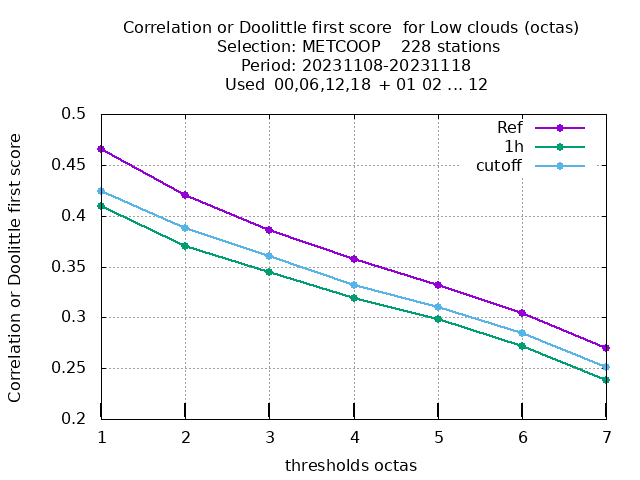 Correlation or Doolittle first score  for Low clouds (octas)
Selection: METCOOP    228 stations
Period: 20231108-20231118
Used  00,06,12,18 + 01 02 ... 12
Correlation or Doolittle first score
0.5
0.45
0.4
0.35
0.3
0.25
0.2
Ref
1h
cutoff
1 2 3 4 5 6 7
thresholds octas